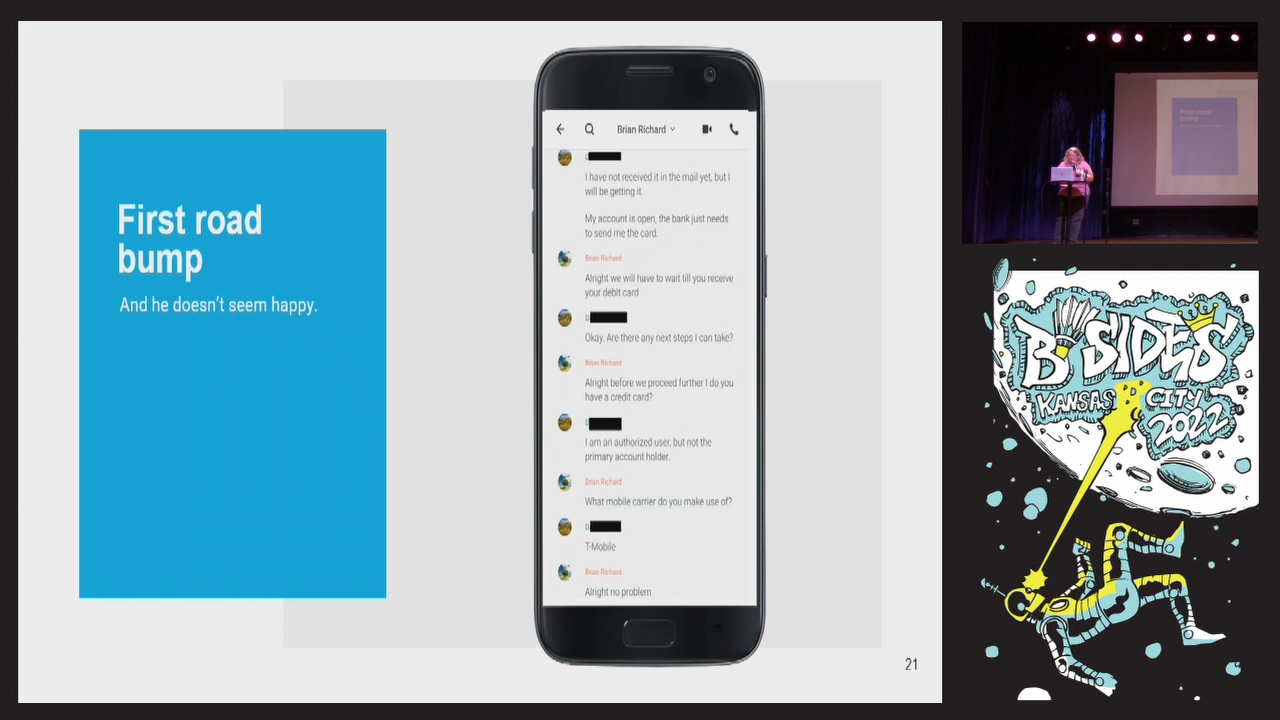 First road
bump
And he doesn't seem happy.
Brian Richard
I have not received it in the mail yet, but I
will be getting it.
My account is open, the bank just needs
to send me the card.
Brian Richard
Alright we will have to wait till you receive
your debit card
Okay. Are there any next steps I can take?
Brian Richard
Alright before we proceed further I do you
have a credit card?
I am an authorized user, but not the
primary account holder.
Brian Richard
What mobile carrier do you make use of?
T-Mobile
Brian Richard
Alright no problem
21
First road
bump
B SIDES
KANSAS CITY
2022